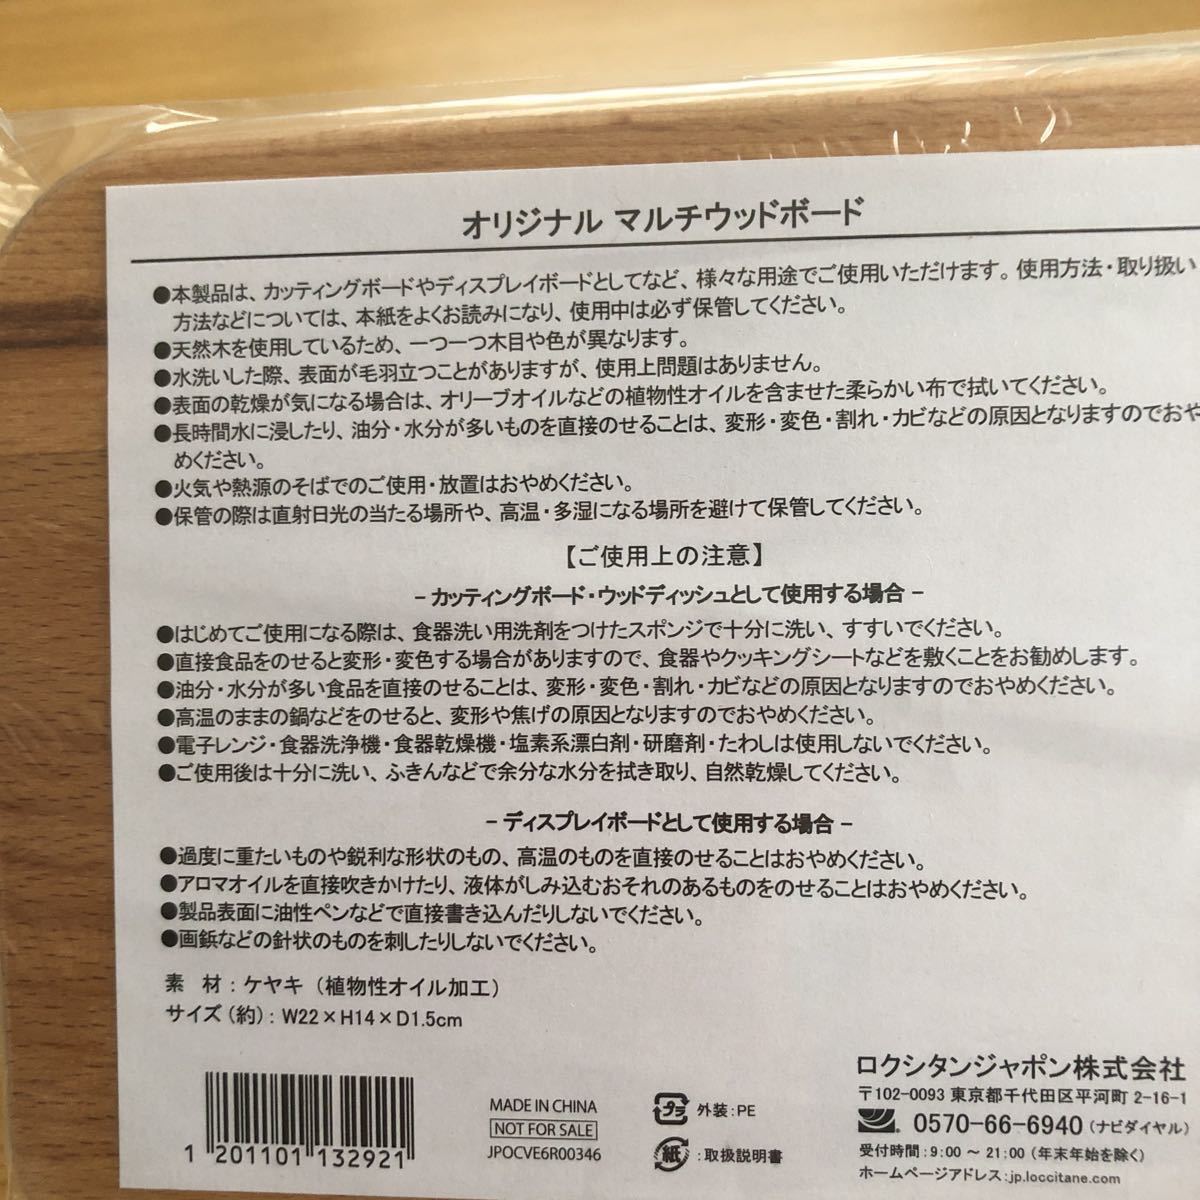 オリジナル マルチウッドボード
●本製品は、カッティングボードやディスプレイボードとしてなど、様々な用途でご使用いただけます。使用方法・取り扱い
方法などについては、本紙をよくお読みになり、使用中は必ず保管してください。
●天然木を使用しているため、一つ一つ木目や色が異なります。
●水洗いした際、表面が毛羽立つことがありますが、使用上問題はありません。
●表面の乾燥が気になる場合は、オリーブオイルなどの植物性オイルを含ませた柔らかい布で拭いてください。
●長時間水に浸したり、油分・水分が多いものを直接のせることは、変形・変色・割れ・カビなどの原因となりますのでおや
めください。
●火気や熱源のそばでのご使用・放置はおやめください。
●保管の際は直射日光の当たる場所や、高温・多湿になる場所を避けて保管してください。
【ご使用上の注意】
- カッティングボード・ウッドディッシュとして使用する場合 -
●はじめてご使用になる際は、食器洗い用洗剤をつけたスポンジで十分に洗い、すすいでください。
●直接食品をのせると変形・変色する場合がありますので、食器やクッキングシートなどを敷くことをお勧めします。
●油分・水分が多い食品を直接のせることは、変形・変色・割れ・カビなどの原因となりますのでおやめください。
●高温のままの鍋などをのせると、変形や焦げの原因となりますのでおやめください。
●電子レンジ・食器洗浄機・食器乾燥機・塩素系漂白剤・研磨剤・たわしは使用しないでください。
●ご使用後は十分に洗い、ふきんなどで余分な水分を拭き取り、自然乾燥してください。
- ディスプレイボードとして使用する場合 -
●過度に重たいものや鋭利な形状のもの、高温のものを直接のせることはおやめください。
●アロマオイルを直接吹きかけたり、液体がしみ込むおそれのあるものをのせることはおやめください。
●製品表面に油性ペンなどで直接書き込んだりしないでください。
●画鋲などの針状のものを刺したりしないでください。
素 材：ケヤキ（植物性オイル加工）
サイズ（約）：W22×H14×D1.5cm
1 201101 132921
MADE IN CHINA
NOT FOR SALE
JPOCVE6R00346
プラ 外装：PE
紙 ：取扱説明書
ロクシタンジャポン株式会社
〒102-0093 東京都千代田区平河町 2-16-1
0570-66-6940（ナビダイヤル）
受付時間：9：00 ～ 21：00（年末年始を除く）
ホームページアドレス：jp.loccitane.com